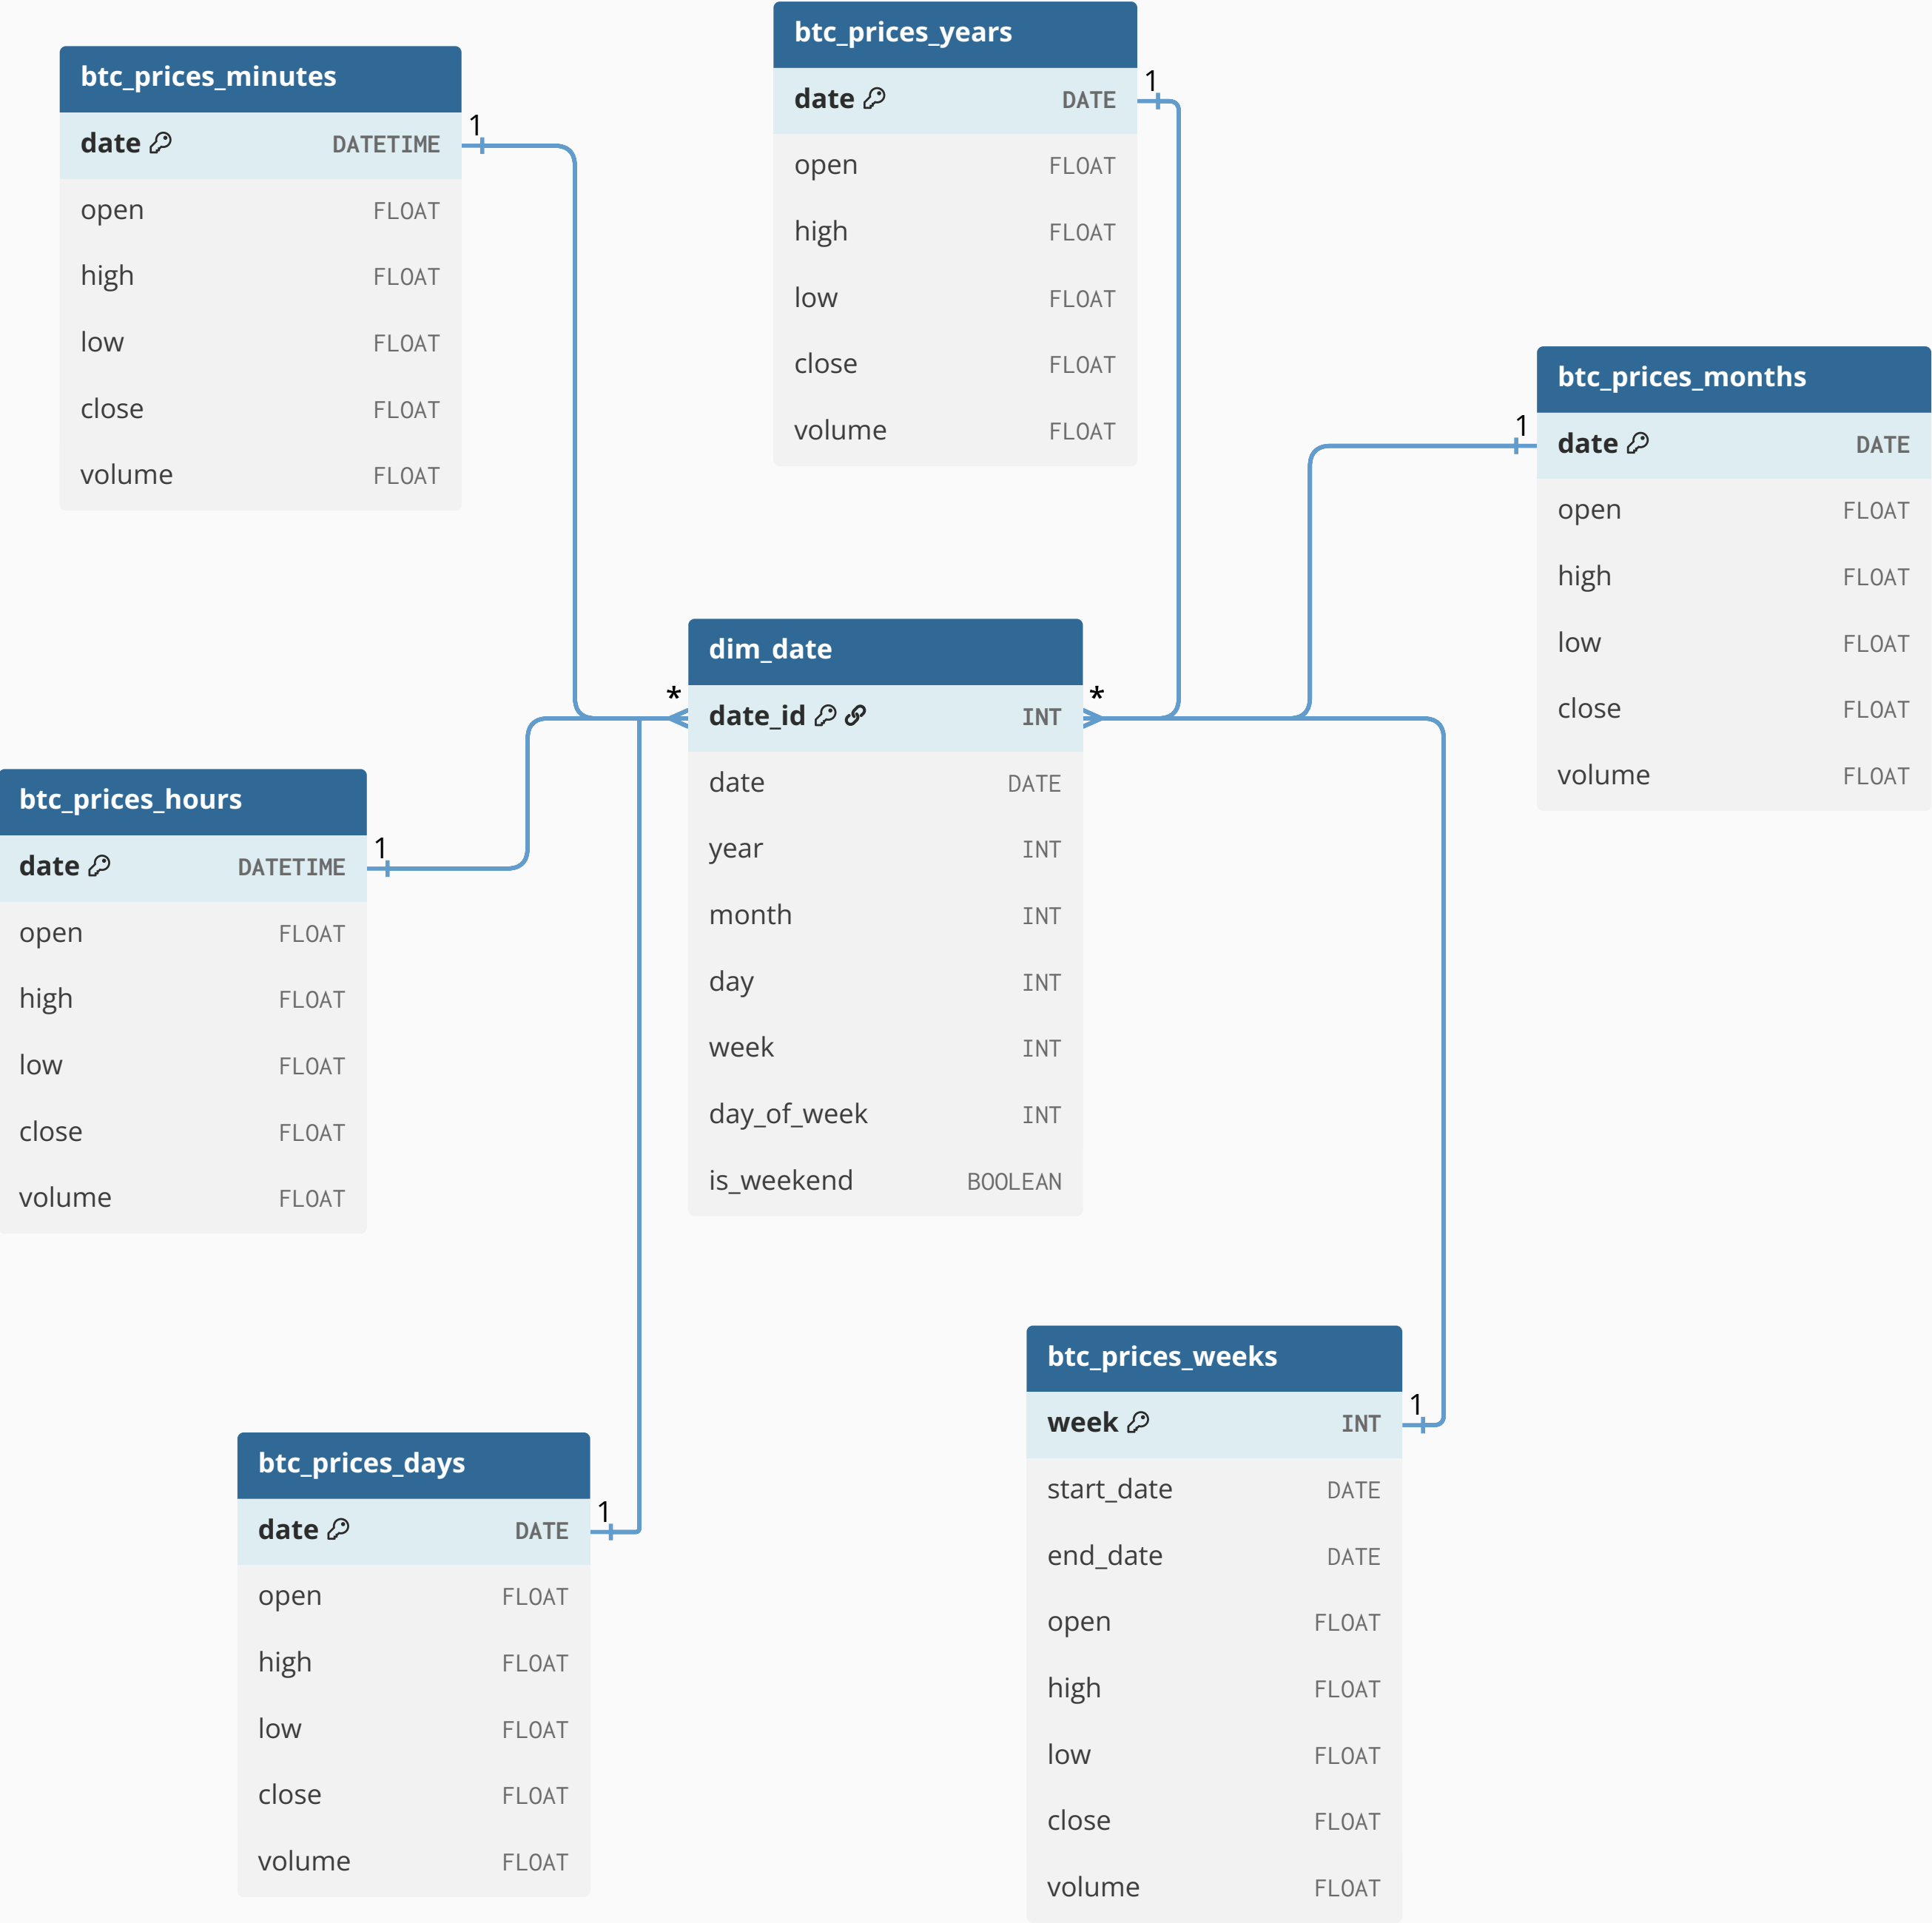 btc_prices_minutes
date DATETIME
open FLOAT
high FLOAT
low FLOAT
close FLOAT
volume FLOAT
1
btc_prices_years
date DATE
open FLOAT
high FLOAT
low FLOAT
close FLOAT
volume FLOAT
1
btc_prices_months
date DATE
open FLOAT
high FLOAT
low FLOAT
close FLOAT
volume FLOAT
1
dim_date
date_id INT
date DATE
year INT
month INT
day INT
week INT
day_of_week INT
is_weekend BOOLEAN
*
*
btc_prices_hours
date DATETIME
open FLOAT
high FLOAT
low FLOAT
close FLOAT
volume FLOAT
1
btc_prices_days
date DATE
open FLOAT
high FLOAT
low FLOAT
close FLOAT
volume FLOAT
1
btc_prices_weeks
week INT
start_date DATE
end_date DATE
open FLOAT
high FLOAT
low FLOAT
close FLOAT
volume FLOAT
1